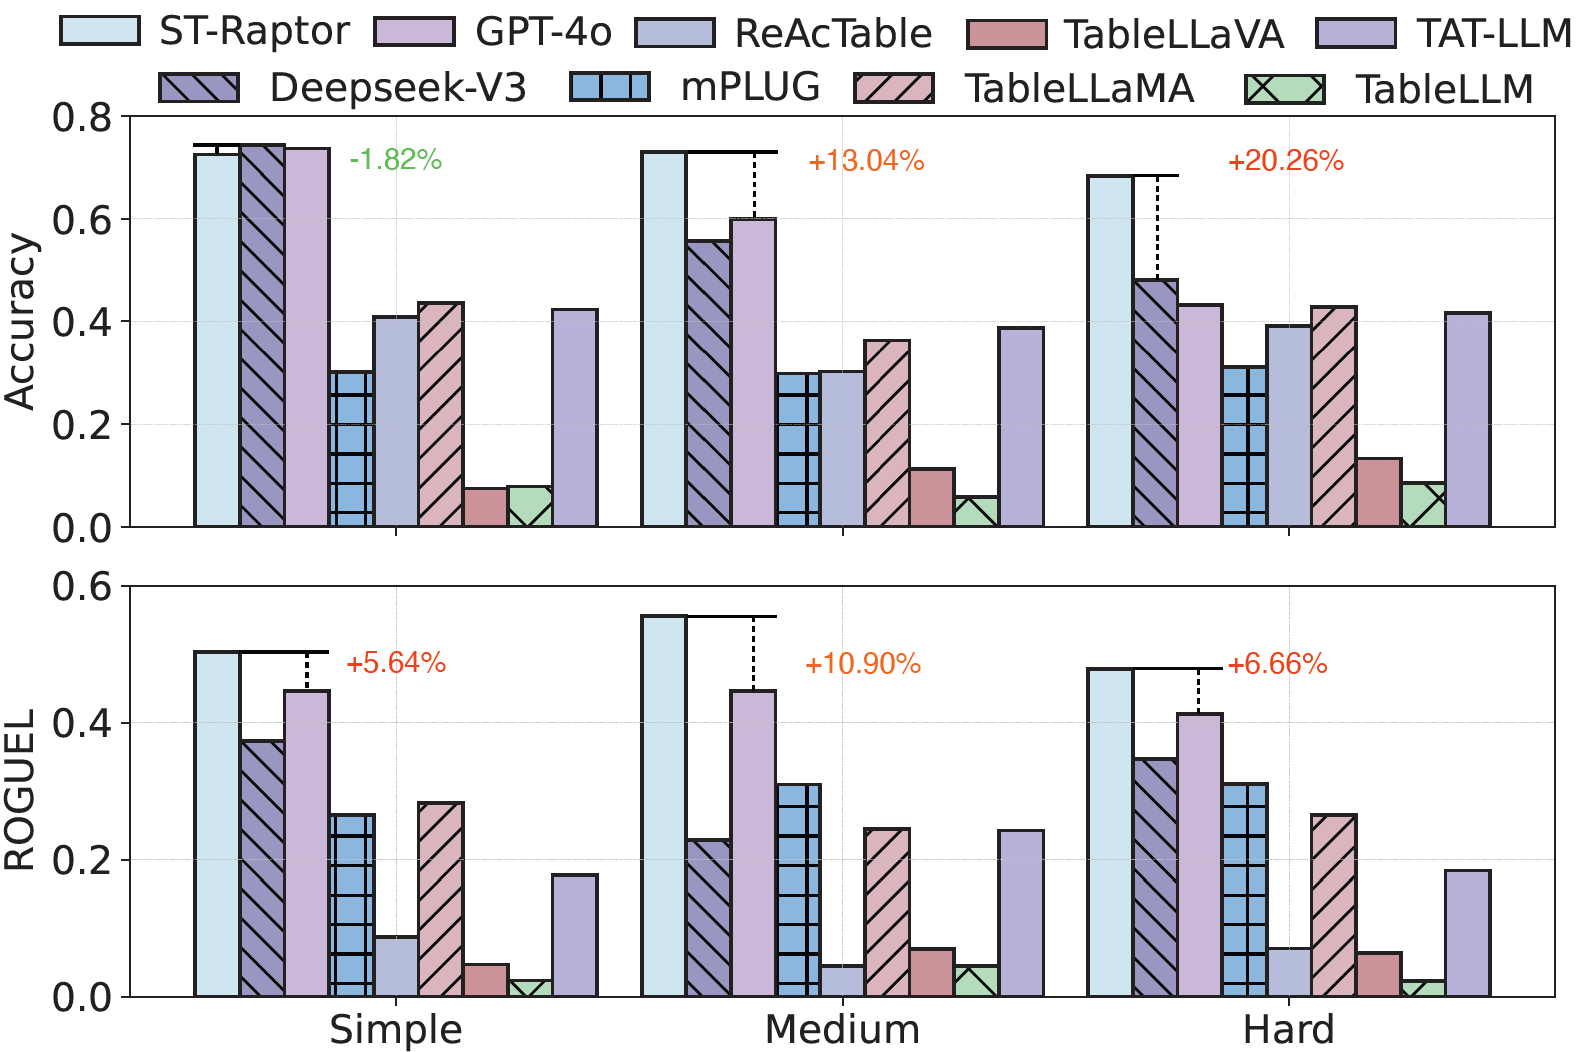 ST-Raptor GPT-4o ReAcTable TableLLaVA TAT-LLM
Deepseek-V3 mPLUG TableLLaMA TableLLM
Accuracy
0.8
0.6
0.4
0.2
0.0
-1.82% +13.04% +20.26%
ROGUEL
0.6
0.4
0.2
0.0
+5.64% +10.90% +6.66%
Simple Medium Hard